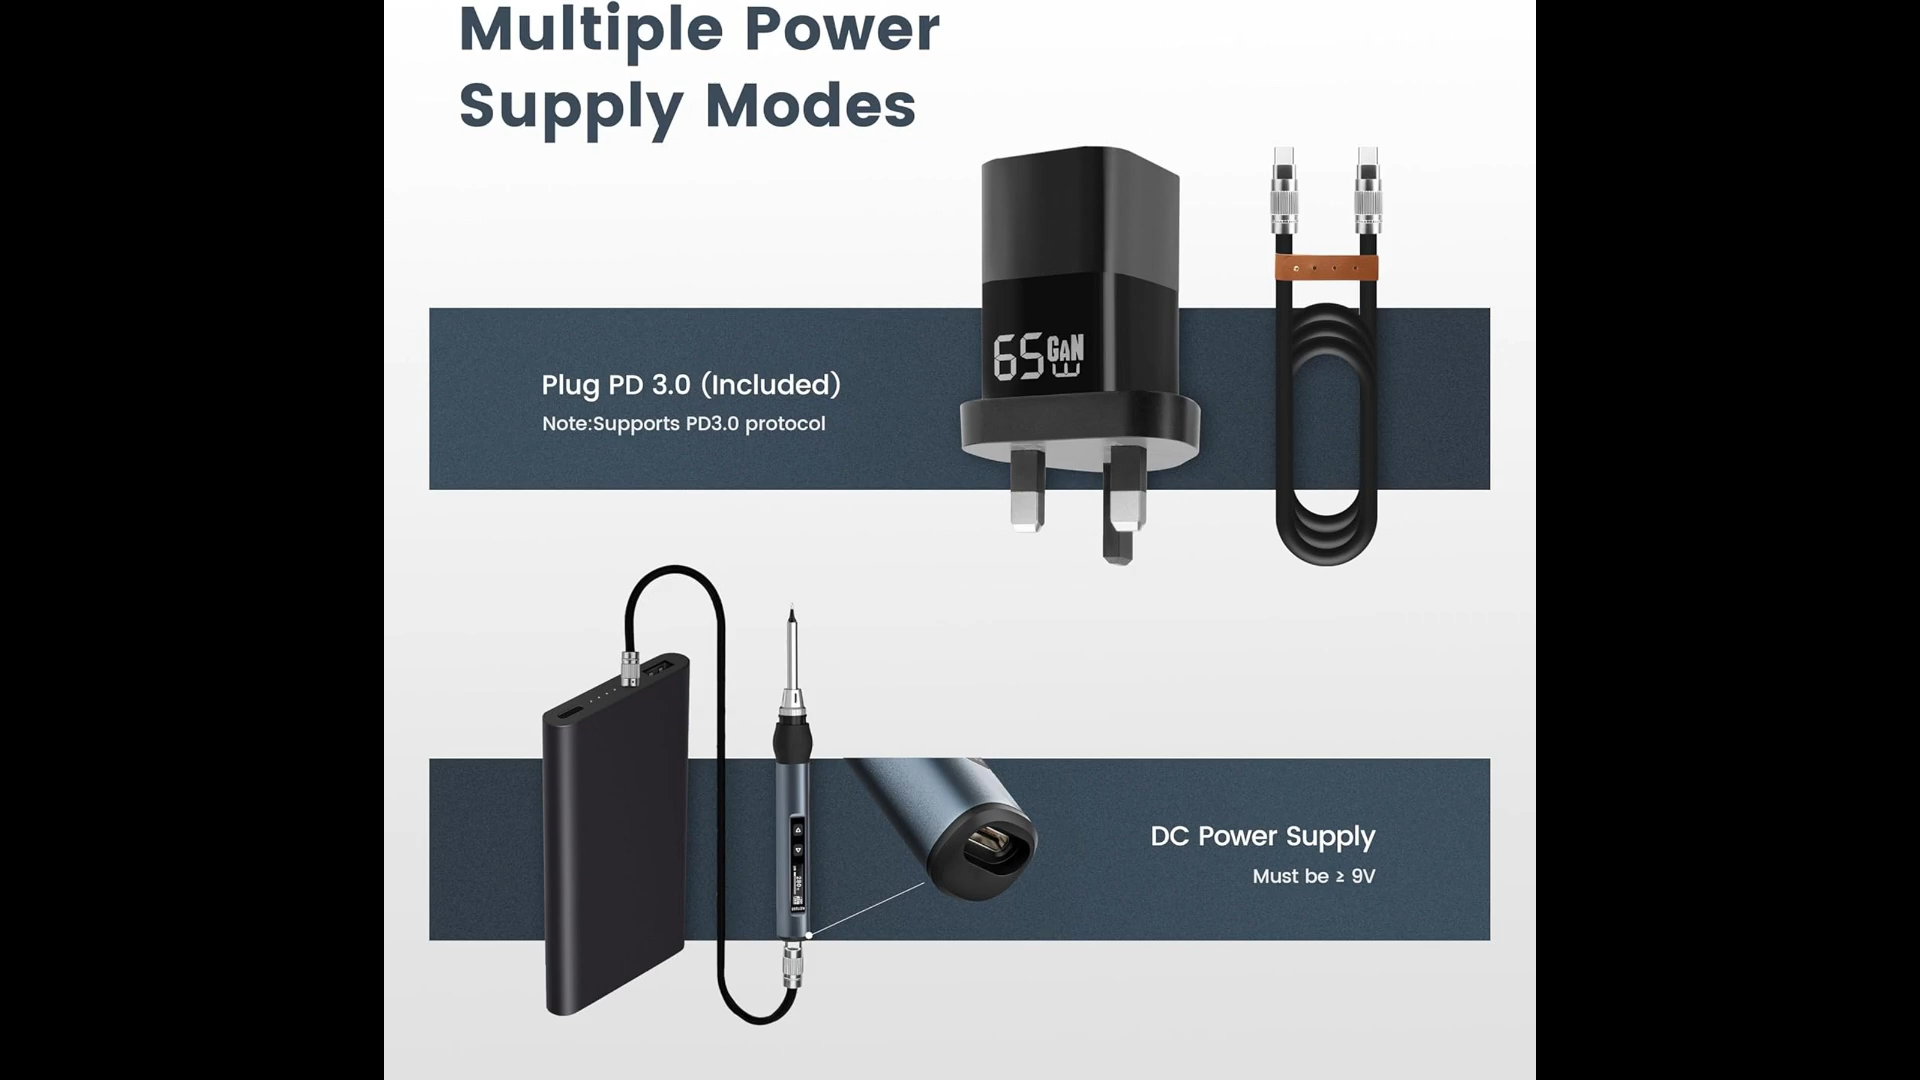 Multiple Power
Supply Modes
65 GaN
W
Plug PD 3.0 (Included)
Note:Supports PD3.0 protocol
DC Power Supply
Must be ≥ 9V